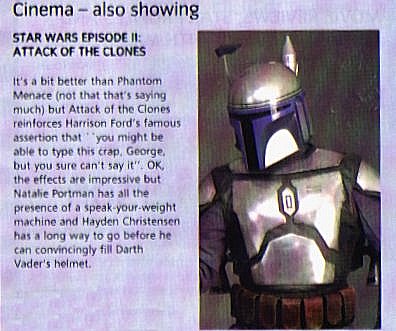 Cinema – also showing
STAR WARS EPISODE II:
ATTACK OF THE CLONES
It's a bit better than Phantom
Menace (not that that's saying
much) but Attack of the Clones
reinforces Harrison Ford's famous
assertion that ``you might be
able to type this crap, George,
but you sure can't say it''. OK,
the effects are impressive but
Natalie Portman has all the
presence of a speak-your-weight
machine and Hayden Christensen
has a long way to go before he
can convincingly fill Darth
Vader's helmet.